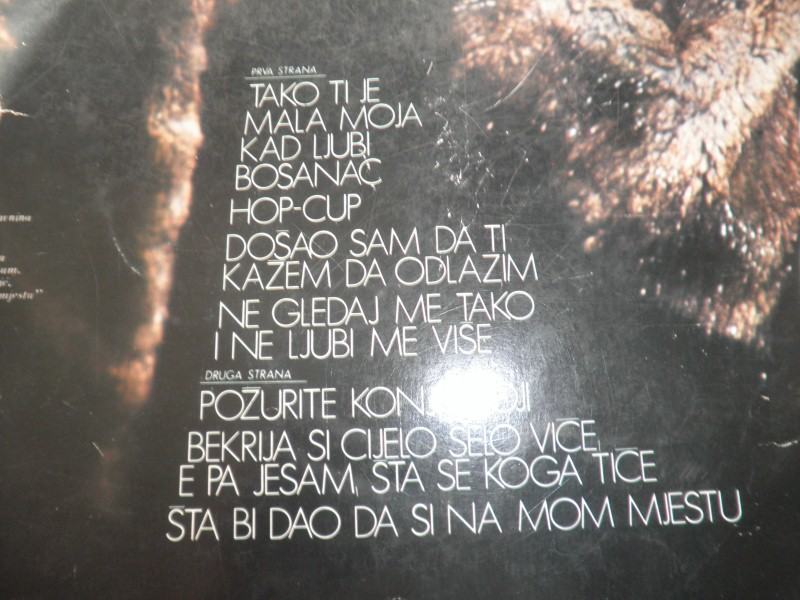 PRVA STRANA
TAKO TI JE
MALA MOJA
KAD LJUBI
BOSANAC
HOP-CUP
DOŠAO SAM DA TI
KAŽEM DA ODLAZIM
NE GLEDAJ ME TAKO
I NE LJUBI ME VIŠE
DRUGA STRANA
POŽURITE
BEKRIJA SI CIJELO SELO VIČE,
E PA JESAM, ŠTA SE KOGA TIČE
ŠTA BI DAO DA SI NA MOM MJESTU